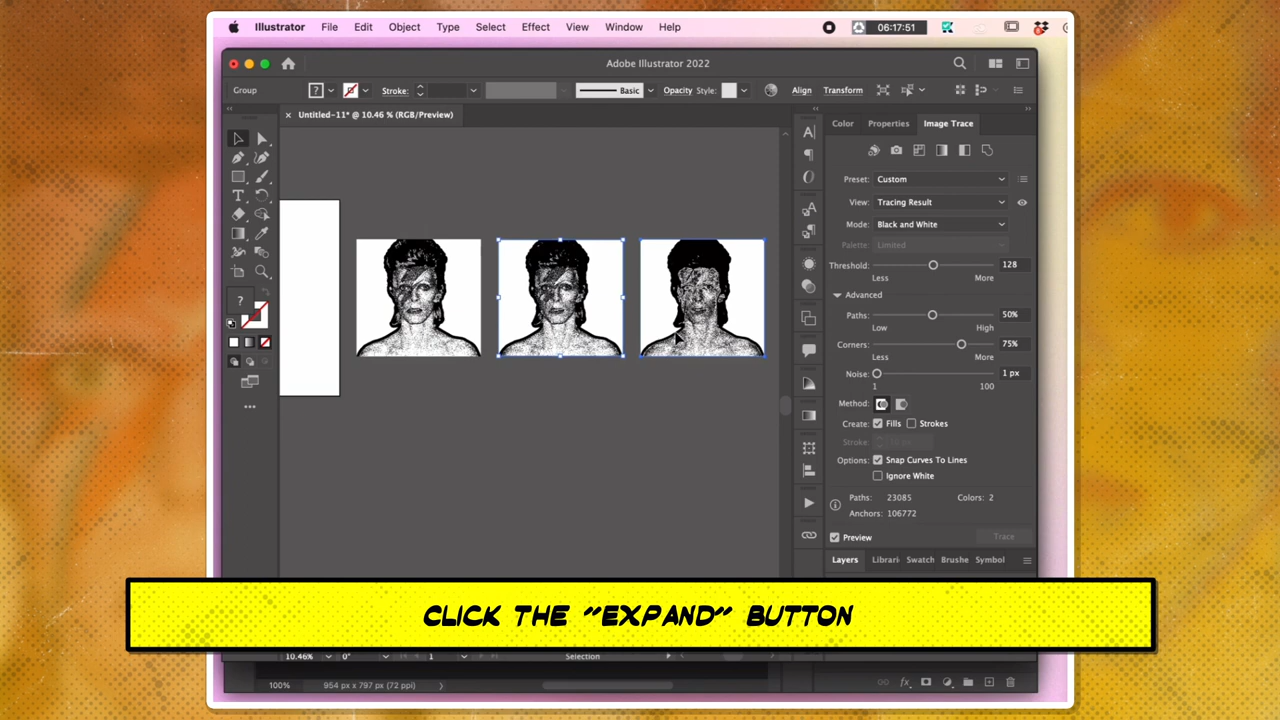 Illustrator File Edit Object Type Select Effect View Window Help 06:17:51
Adobe Illustrator 2022
Group ? Stroke: Basic Opacity Style: Align Transform
× Untitled-11* @ 10.46 % (RGB/Preview)
Color Properties Image Trace
Preset: Custom
View: Tracing Result
Mode: Black and White
Palette: Limited
Threshold: 128
Less More
Advanced
Paths: 50%
Low High
Corners: 75%
Less More
Noise: 1 px
1 100
Method:
Create: Fills Strokes
Stroke:
Options: Snap Curves To Lines
Ignore White
Paths: 23085 Colors: 2
Anchors: 106772
Preview Trace
Layers Librari Swatch Brushe Symbol
?
CLICK THE "EXPAND" BUTTON
10.46% 0° 1 Selection
100% 954 px x 797 px (72 ppi)